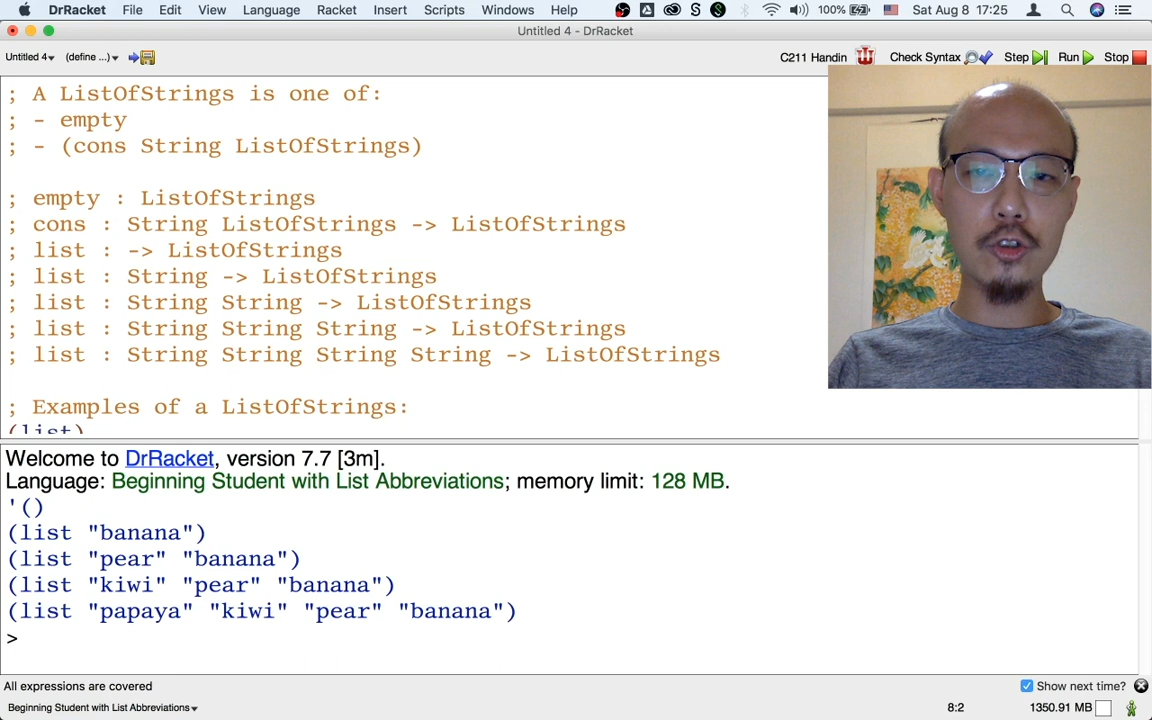 DrRacket File Edit View Language Racket Insert Scripts Windows Help 100% Sat Aug 8 17:25
Untitled 4 - DrRacket
Untitled 4 (define ...) C211 Handin Check Syntax Step Run Stop
; A ListOfStrings is one of:
; - empty
; - (cons String ListOfStrings)
; empty : ListOfStrings
; cons : String ListOfStrings -> ListOfStrings
; list : -> ListOfStrings
; list : String -> ListOfStrings
; list : String String -> ListOfStrings
; list : String String String -> ListOfStrings
; list : String String String String -> ListOfStrings
; Examples of a ListOfStrings:
(list)
Welcome to DrRacket, version 7.7 [3m].
Language: Beginning Student with List Abbreviations; memory limit: 128 MB.
'()
(list "banana")
(list "pear" "banana")
(list "kiwi" "pear" "banana")
(list "papaya" "kiwi" "pear" "banana")
>
All expressions are covered Show next time?
Beginning Student with List Abbreviations 8:2 1350.91 MB